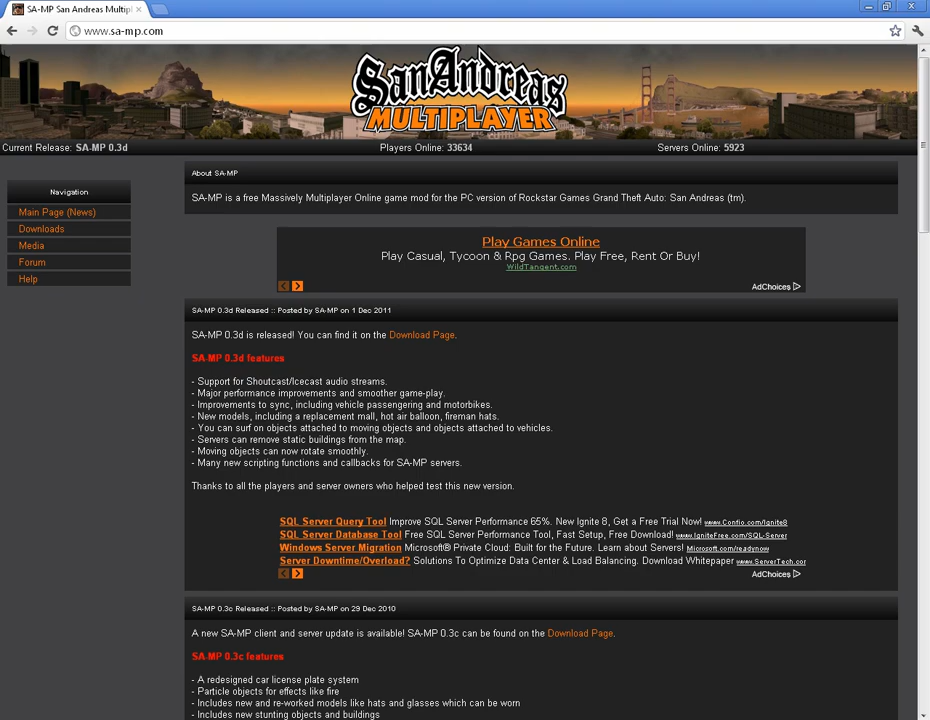 SA-MP San Andreas Multipl
www.sa-mp.com
San Andreas
MULTIPLAYER
Current Release: SA-MP 0.3d Players Online: 33634 Servers Online: 5923
Navigation
Main Page (News)
Downloads
Media
Forum
Help
About SA-MP
SA-MP is a free Massively Multiplayer Online game mod for the PC version of Rockstar Games Grand Theft Auto: San Andreas (tm).
Play Games Online
Play Casual, Tycoon & Rpg Games. Play Free, Rent Or Buy!
WildTangent.com
AdChoices
SA-MP 0.3d Released :: Posted by SA-MP on 1 Dec 2011
SA-MP 0.3d is released! You can find it on the Download Page.
SA-MP 0.3d features
- Support for Shoutcast/Icecast audio streams.
- Major performance improvements and smoother game-play.
- Improvements to sync, including vehicle passengering and motorbikes.
- New models, including a replacement mall, hot air balloon, fireman hats.
- You can surf on objects attached to moving objects and objects attached to vehicles.
- Servers can remove static buildings from the map.
- Moving objects can now rotate smoothly.
- Many new scripting functions and callbacks for SA-MP servers.
Thanks to all the players and server owners who helped test this new version.
SQL Server Query Tool Improve SQL Server Performance 65%. New Ignite 8, Get a Free Trial Now! www.Confio.com/Ignite8
SQL Server Database Tool Free SQL Server Performance Tool, Fast Setup, Free Download! www.IgniteFree.com/SQL-Server
Windows Server Migration Microsoft® Private Cloud: Built for the Future. Learn about Servers! Microsoft.com/readynow
Server Downtime/Overload? Solutions To Optimize Data Center & Load Balancing. Download Whitepaper www.ServerTech.cor
AdChoices
SA-MP 0.3c Released :: Posted by SA-MP on 29 Dec 2010
A new SA-MP client and server update is available! SA-MP 0.3c can be found on the Download Page.
SA-MP 0.3c features
- A redesigned car license plate system
- Particle objects for effects like fire
- Includes new and re-worked models like hats and glasses which can be worn
- Includes new stunting objects and buildings